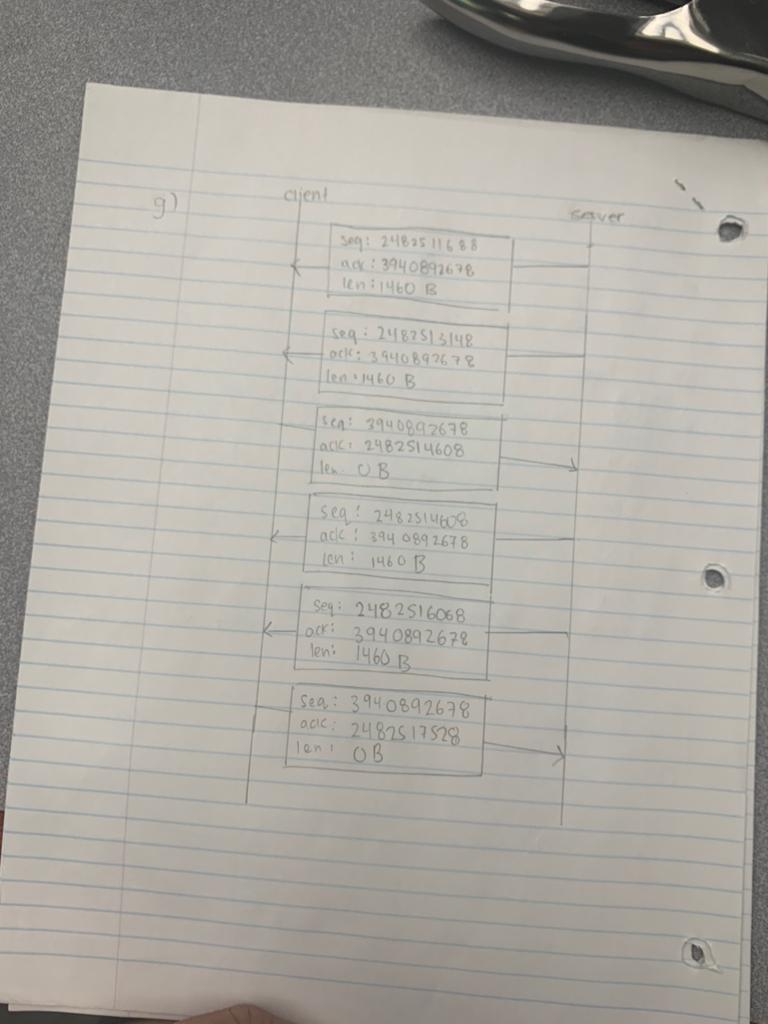 g)
client
server
seq: 2482511688
ack: 3940892678
len: 1460 B
seq: 2482513148
ack: 3940892678
len: 1460 B
seq: 3940892678
ack: 2482514608
len: 0 B
seq: 2482514608
ack: 3940892678
len: 1460 B
seq: 2482516068
ack: 3940892678
len: 1460 B
seq: 3940892678
ack: 2482517528
len: 0 B